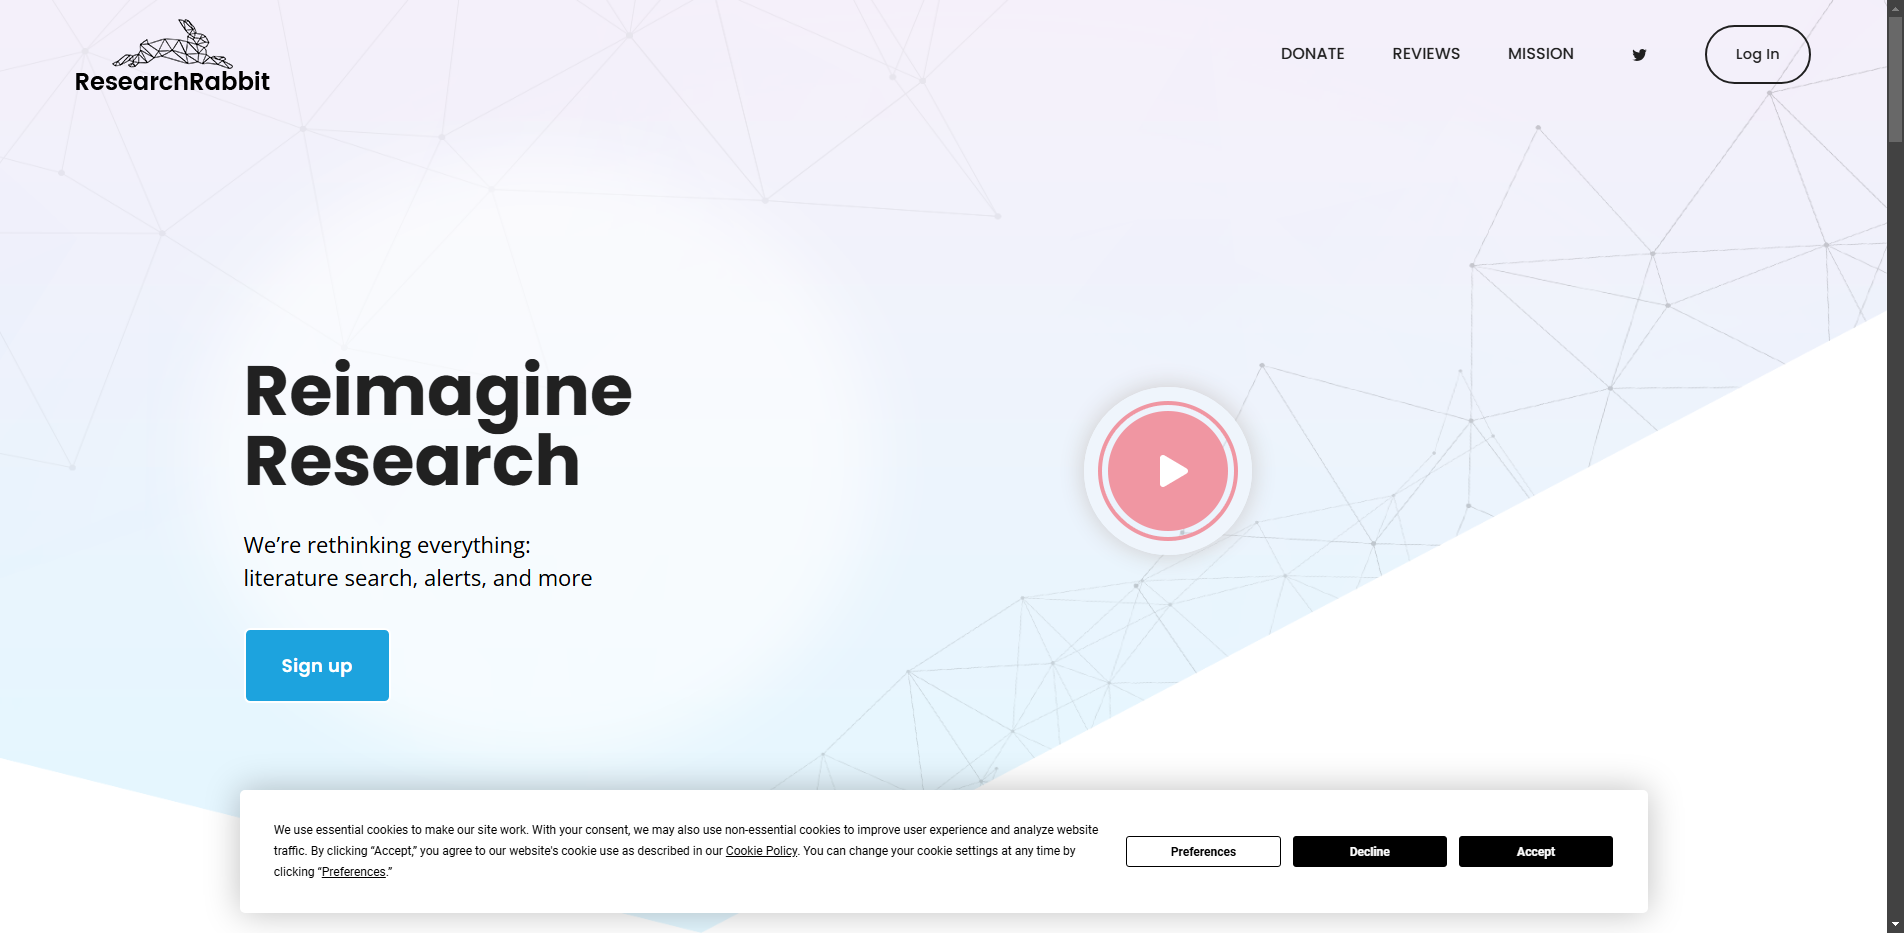 ResearchRabbit
DONATE
REVIEWS
MISSION
Log In
Reimagine
Research
We’re rethinking everything:
literature search, alerts, and more
Sign up
We use essential cookies to make our site work. With your consent, we may also use non-essential cookies to improve user experience and analyze website
traffic. By clicking “Accept,” you agree to our website's cookie use as described in our Cookie Policy. You can change your cookie settings at any time by
clicking “Preferences.”
Preferences
Decline
Accept